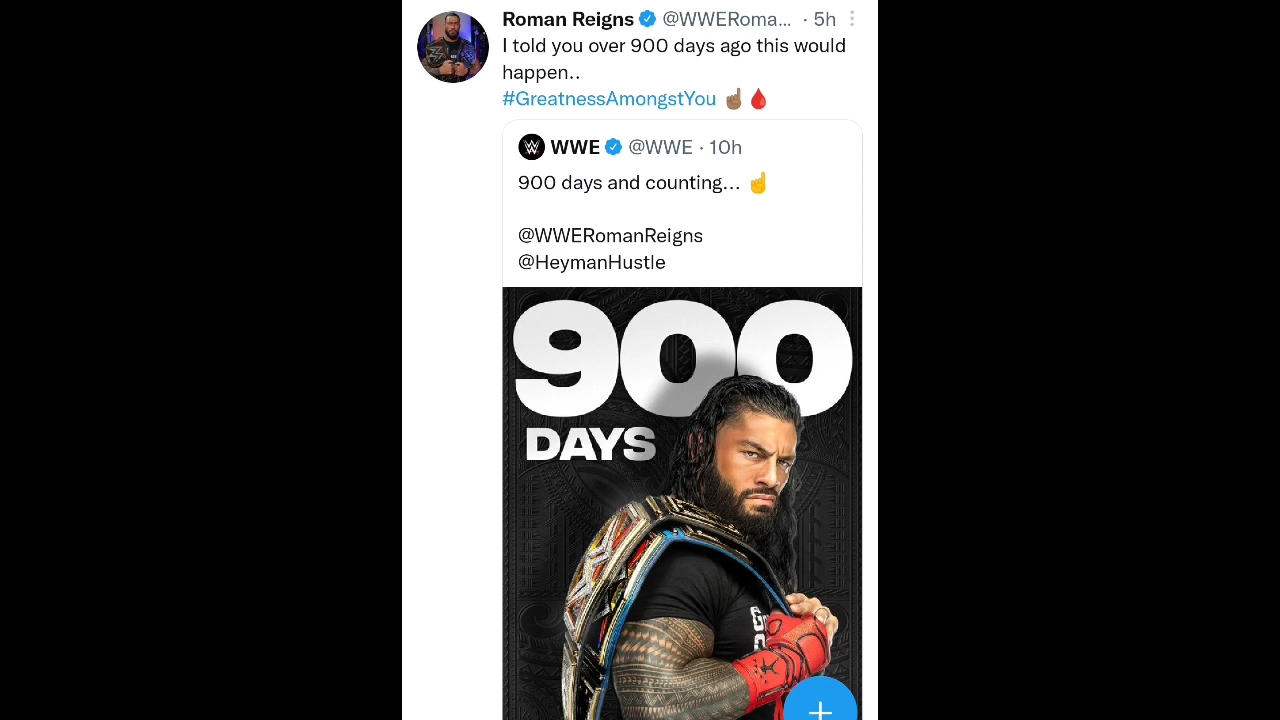 Roman Reigns @WWERoma... · 5h
I told you over 900 days ago this would
happen..
#GreatnessAmongstYou ☝🏽🩸
WWE @WWE · 10h
900 days and counting... ☝
@WWERomanReigns
@HeymanHustle
900
DAYS